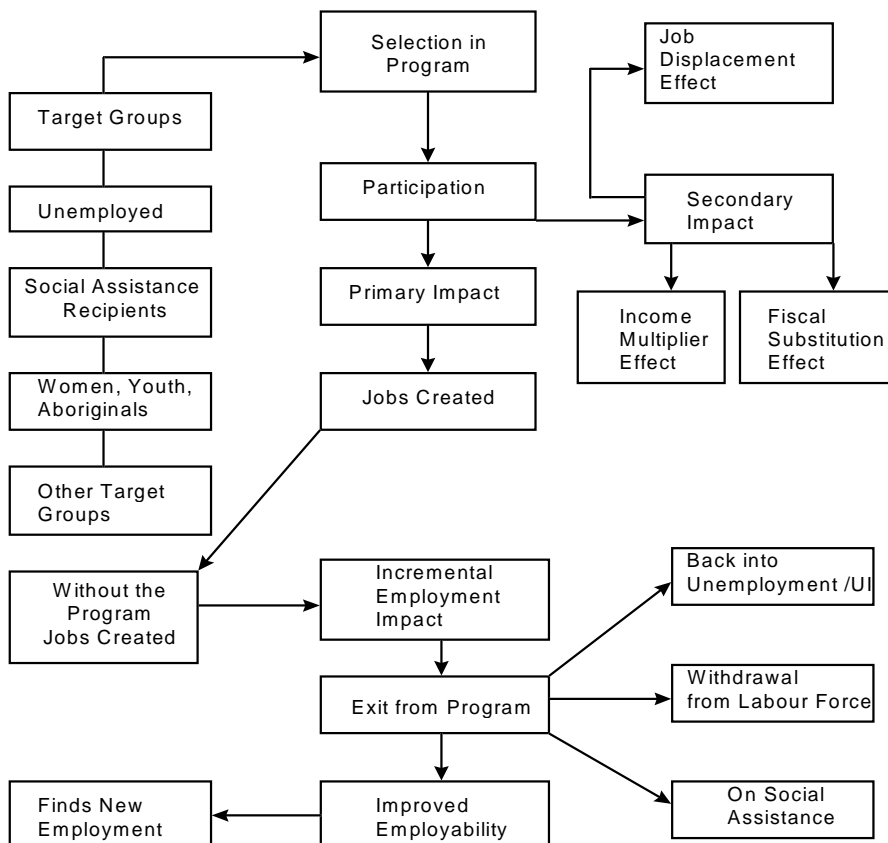 Selection in
Program
Job
Displacement
Effect
Target Groups
Participation
Unemployed
Secondary
Impact
Social Assistance
Recipients
Primary Impact
Income
Multiplier
Effect
Fiscal
Substitution
Effect
Women, Youth,
Aboriginals
Jobs Created
Other Target
Groups
Without the
Program
Jobs Created
Incremental
Employment
Impact
Back into
Unemployment /UI
Exit from Program
Withdrawal
from Labour Force
Finds New
Employment
Improved
Employability
On Social
Assistance